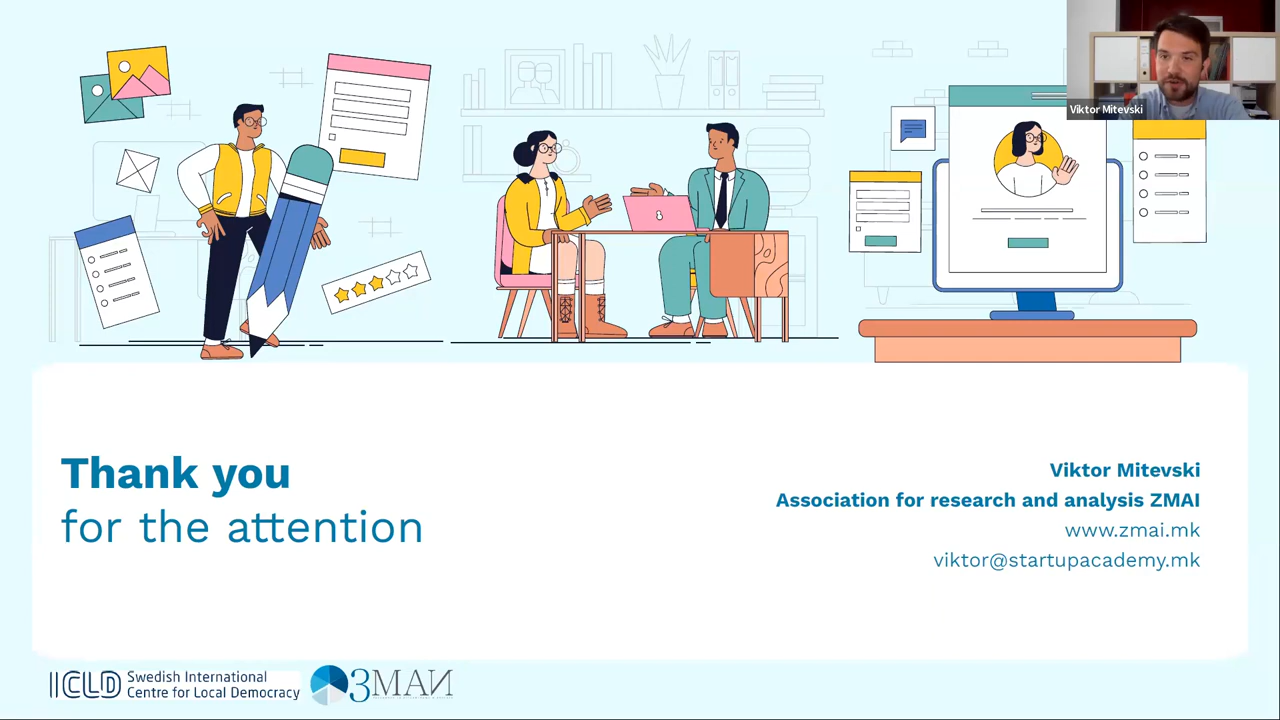 Viktor Mitevski
Thank you
for the attention
Viktor Mitevski
Association for research and analysis ZMAI
www.zmai.mk
viktor@startupacademy.mk
ICLD
Swedish International
Centre for Local Democracy
ЗМАИ